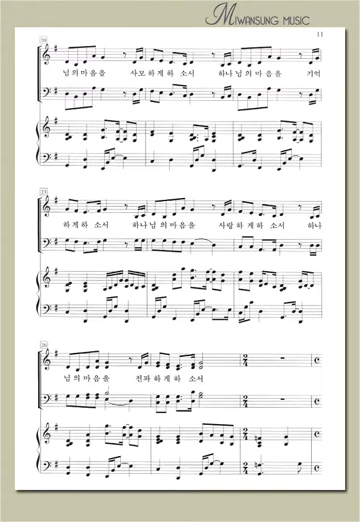 MIWANSUNG MUSIC
11
님의마음을 사모하게하 소서 하나님의마음을 기억
하게하 소서 하나님의마음을 사랑하게하 소서 하나
님의마음을 전파하게하 소서